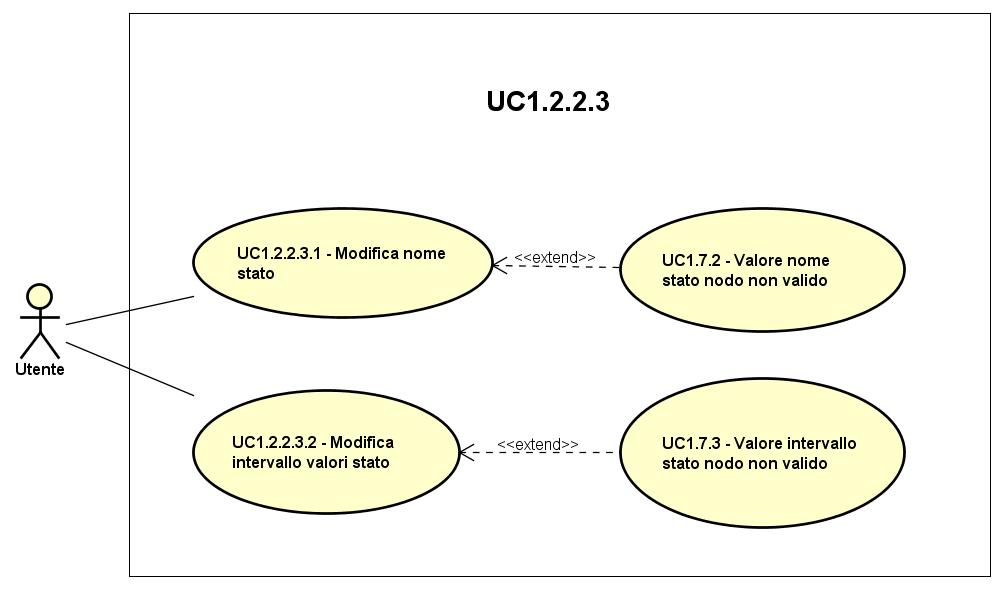 UC1.2.2.3
UC1.2.2.3.1 - Modifica nome
stato
<<extend>>
UC1.7.2 - Valore nome
stato nodo non valido
Utente
UC1.2.2.3.2 - Modifica
intervallo valori stato
<<extend>>
UC1.7.3 - Valore intervallo
stato nodo non valido